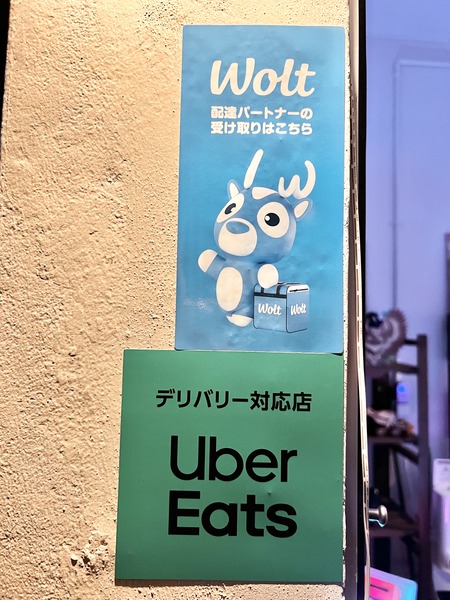 Wolt
配達パートナーの
受け取りはこちら
Wolt Wolt
デリバリー対応店
Uber
Eats